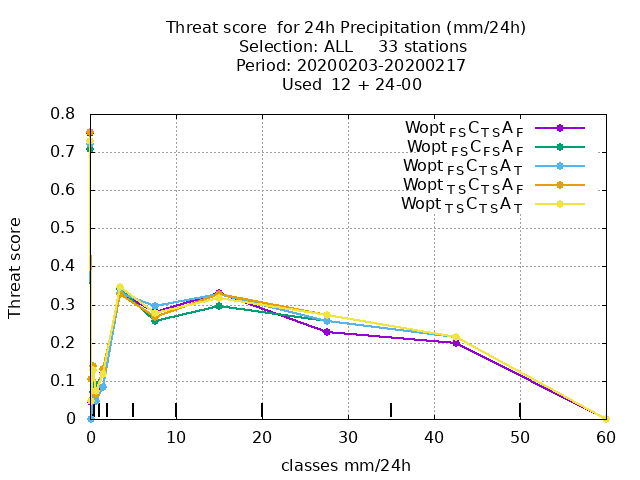 Threat score  for 24h Precipitation (mm/24h)
Selection: ALL     33 stations
Period: 20200203-20200217
Used  12 + 24-00
0.8
0.7
0.6
0.5
0.4
0.3
0.2
0.1
0
Threat score
Wopt FS C TS A F
Wopt FS C FS A F
Wopt FS C TS A T
Wopt TS C TS A F
Wopt TS C TS A T
0 10 20 30 40 50 60
classes mm/24h